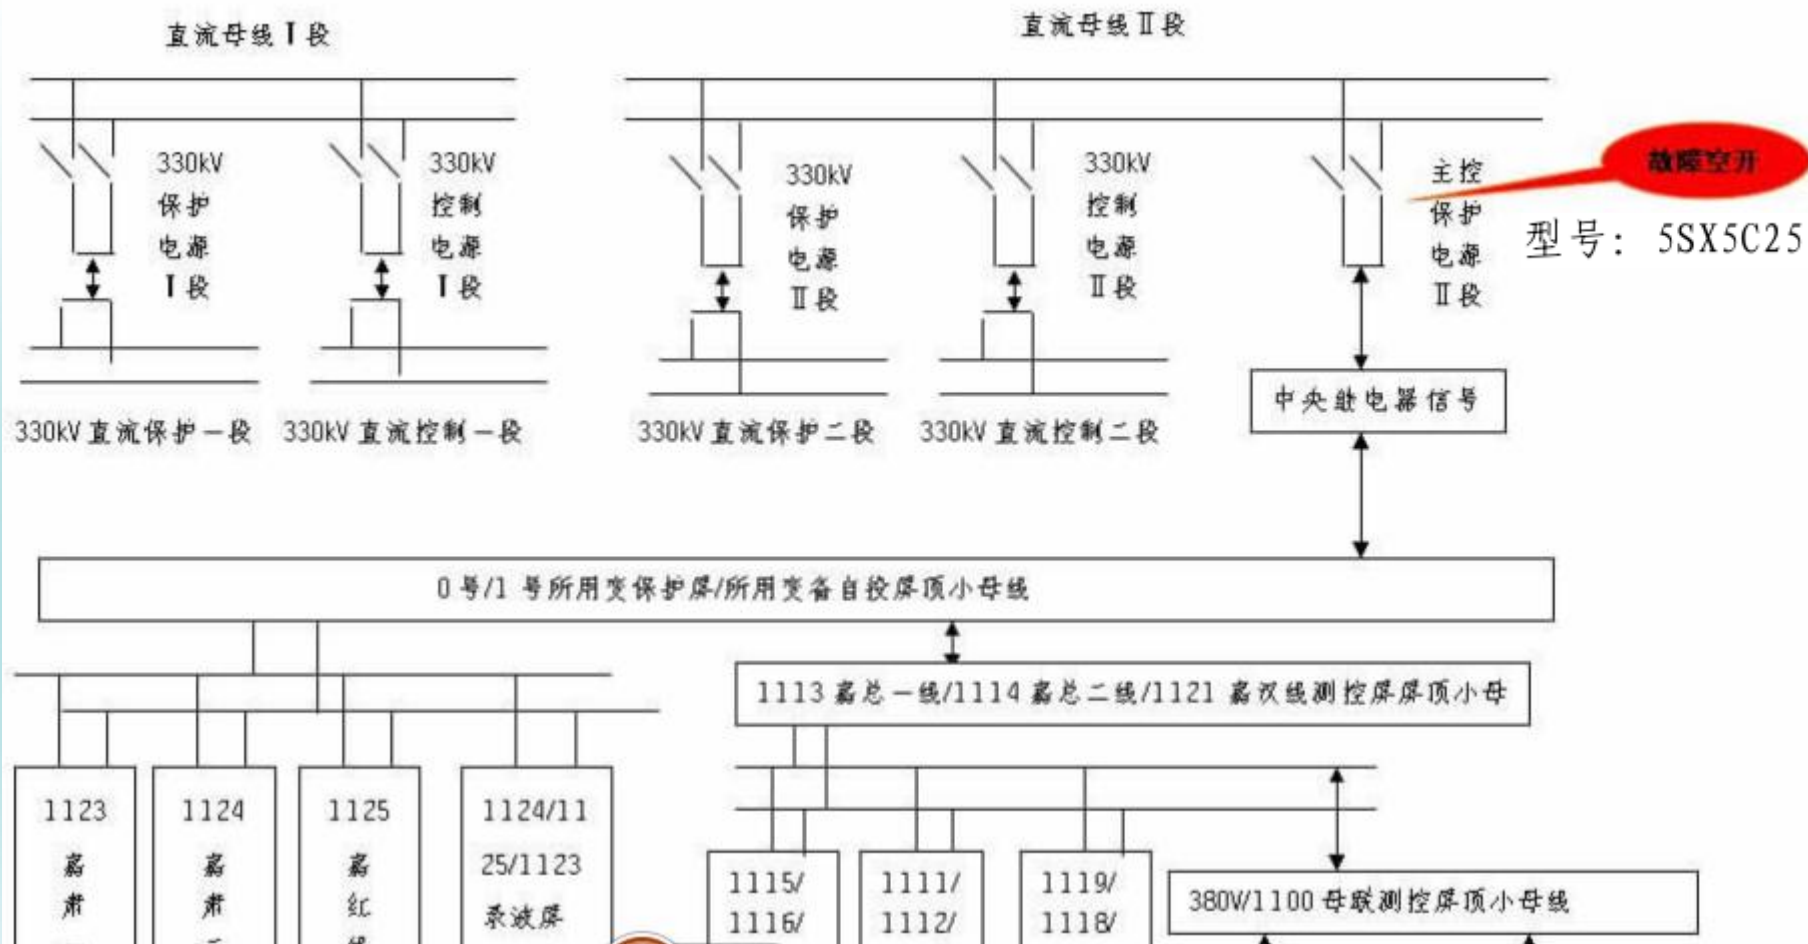 直流母线Ⅰ段
直流母线Ⅱ段
330kV
保护
电源
Ⅰ段
330kV
控制
电源
Ⅰ段
330kV
保护
电源
Ⅱ段
330kV
控制
电源
Ⅱ段
主控
保护
电源
Ⅱ段
故障空开
型号: 5SX5C25
330kV直流保护一段
330kV直流控制一段
330kV直流保护二段
330kV直流控制二段
中央继电器信号
0号/1号所用变保护屏/所用变备自投屏顶小母线
1113嘉总一线/1114嘉总二线/1121嘉汉线测控屏屏顶小母
1123
嘉
肃
1124
嘉
肃
二
1125
嘉
红
线
1124/11
25/1123
录波屏
1115/
1116/
1111/
1112/
1119/
1118/
380V/1100母联测控屏顶小母线